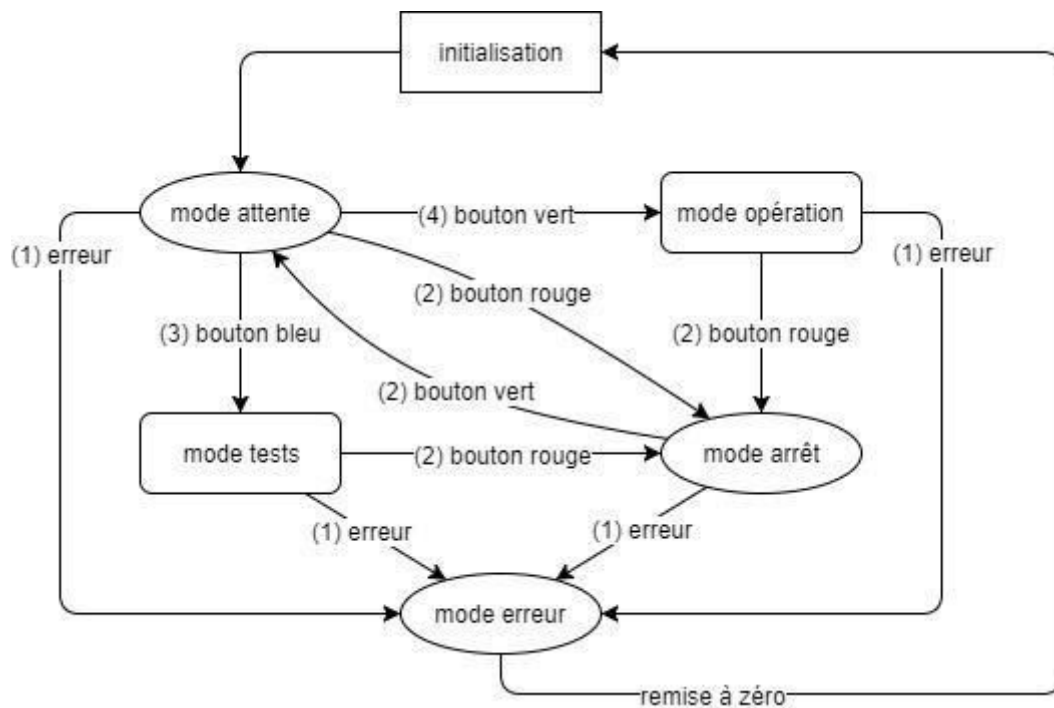 initialisation
mode attente
(4) bouton vert
mode opération
(1) erreur
(1) erreur
(2) bouton rouge
(3) bouton bleu
(2) bouton rouge
(2) bouton vert
mode tests
(2) bouton rouge
mode arrêt
(1) erreur
(1) erreur
mode erreur
remise à zéro